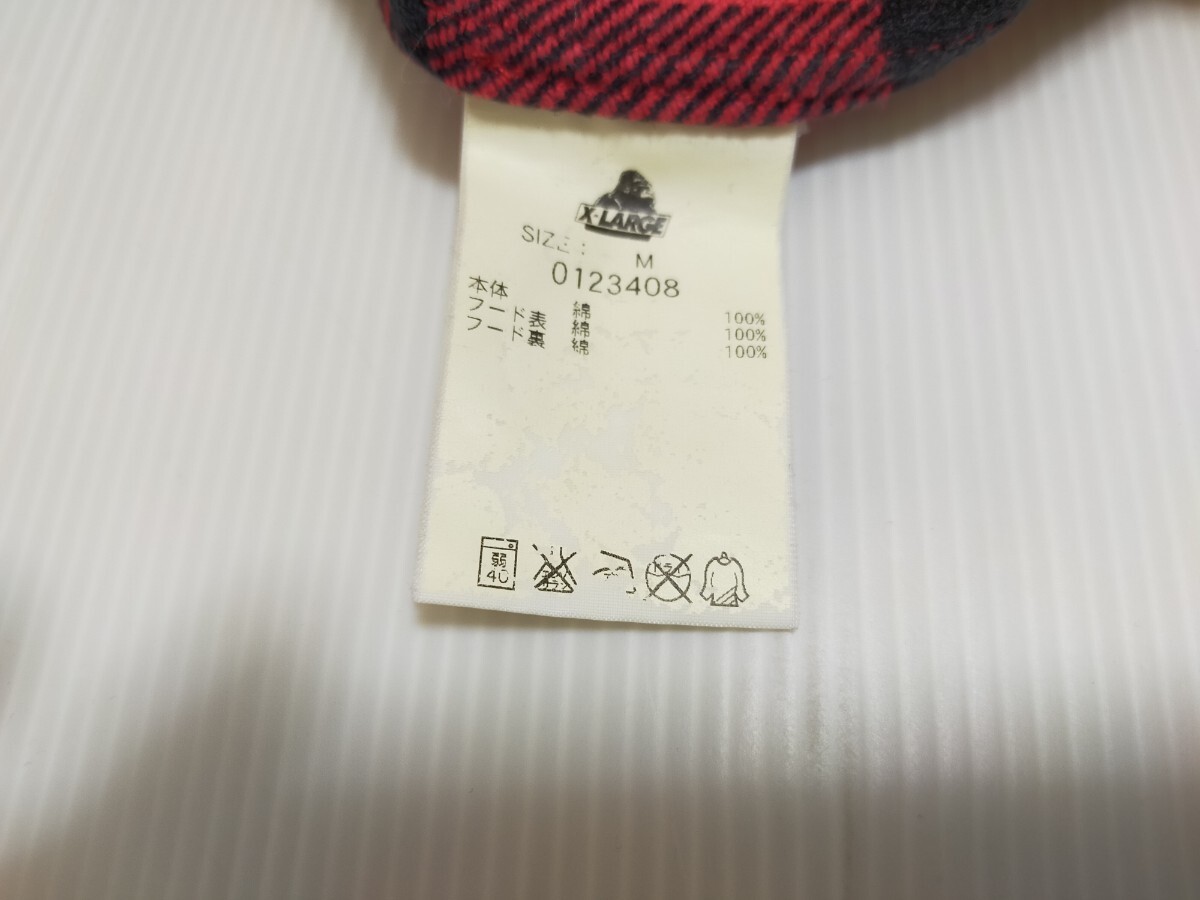 X-LARGE
SIZE: M
0123408
本体 綿 100%
フード表 綿 100%
フード裏 綿 100%
弱
40